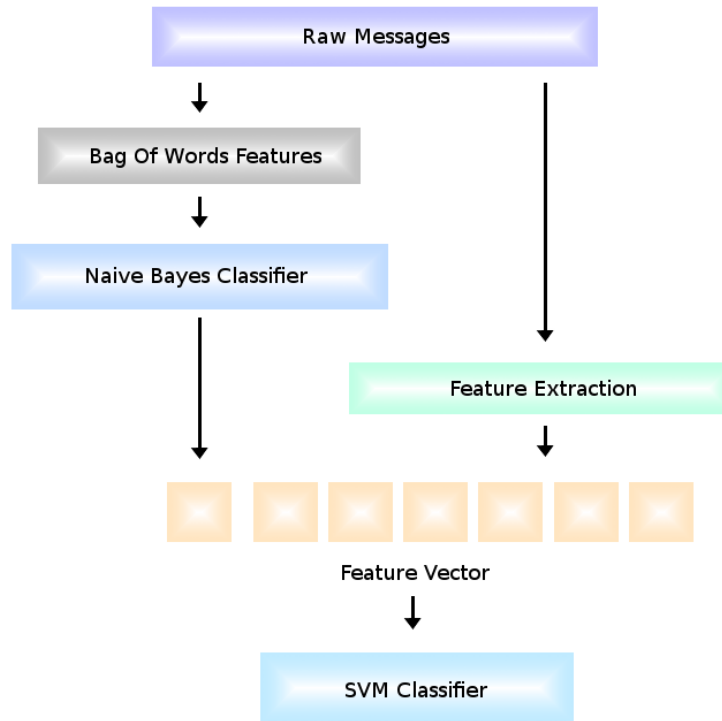 Raw Messages
Bag Of Words Features
Naive Bayes Classifier
Feature Extraction
Feature Vector
SVM Classifier